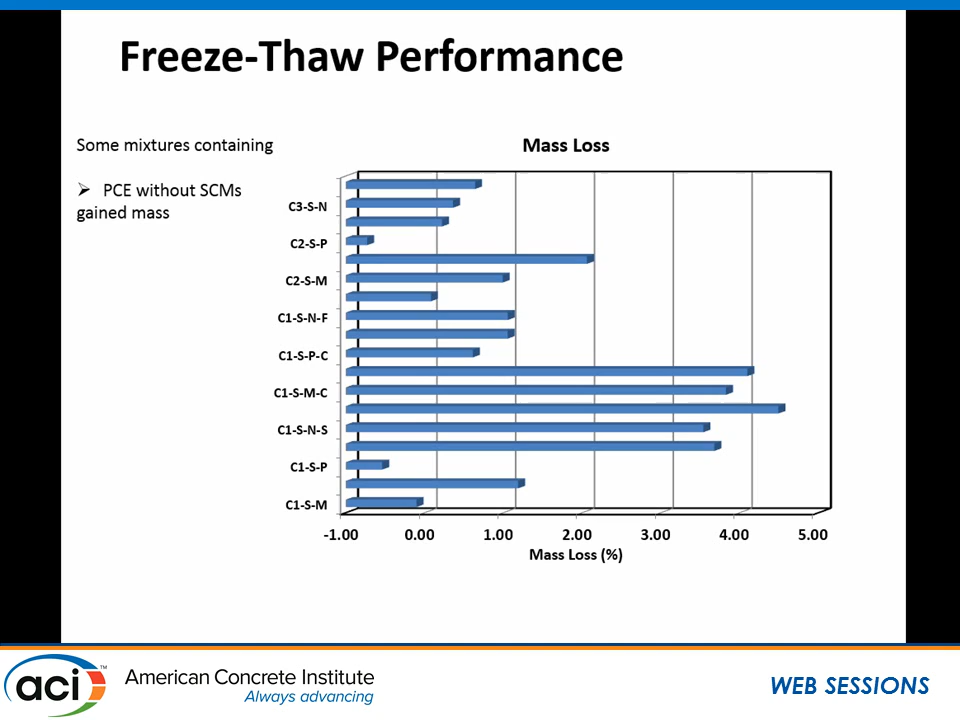 Freeze-Thaw Performance
Some mixtures containing
➢ PCE without SCMs
gained mass
Mass Loss
C3-S-N
C2-S-P
C2-S-M
C1-S-N-F
C1-S-P-C
C1-S-M-C
C1-S-N-S
C1-S-P
C1-S-M
-1.00 0.00 1.00 2.00 3.00 4.00 5.00
Mass Loss (%)
aci™
American Concrete Institute
Always advancing
WEB SESSIONS